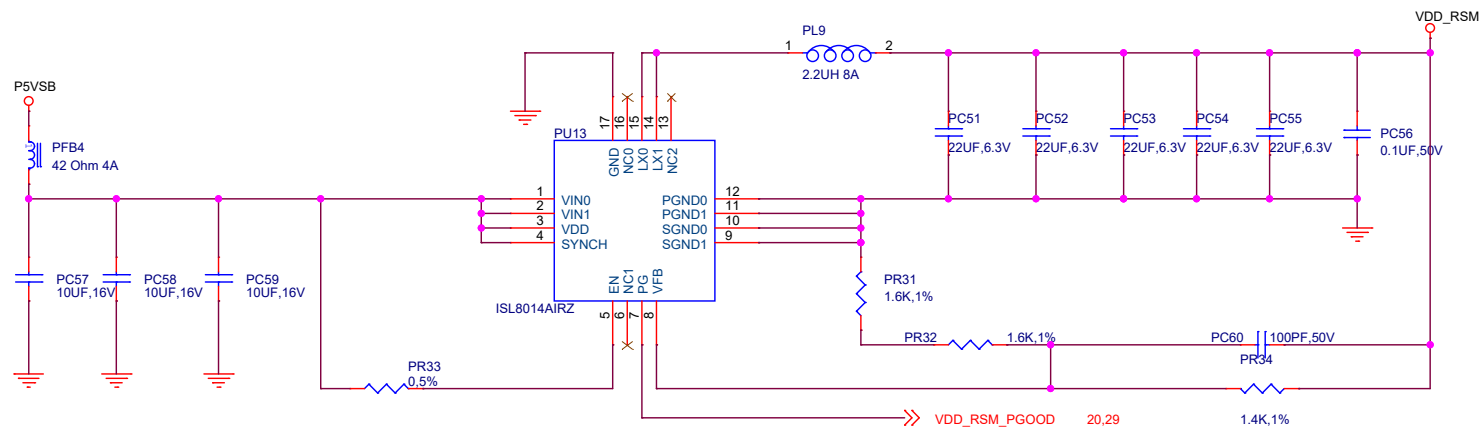 VDD_RSM
PL9
1 2
2.2UH 8A
P5VSB
PFB4
42 Ohm 4A
PU13
17 16 15 14 13
GND NC0 LX0 LX1 NC2
PC51 PC52 PC53 PC54 PC55
22UF,6.3V 22UF,6.3V 22UF,6.3V 22UF,6.3V 22UF,6.3V
PC56
0.1UF,50V
1 VIN0 PGND0 12
2 VIN1 PGND1 11
3 VDD SGND0 10
4 SYNCH SGND1 9
PC57 PC58 PC59
10UF,16V 10UF,16V 10UF,16V
EN NC1 PG VFB
5 6 7 8
ISL8014AIRZ
PR31
1.6K,1%
PR32 1.6K,1%
PC60 100PF,50V
PR33
0,5%
PR34
1.4K,1%
VDD_RSM_PGOOD 20,29